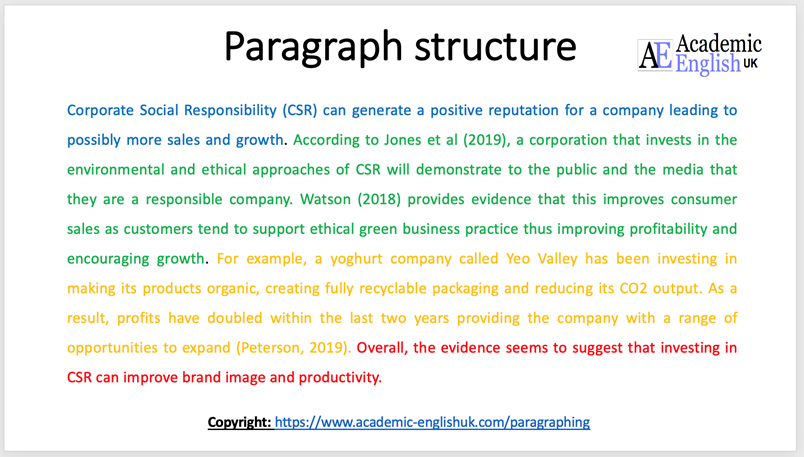 Paragraph structure
AE Academic
English UK
Corporate Social Responsibility (CSR) can generate a positive reputation for a company leading to
possibly more sales and growth. According to Jones et al (2019), a corporation that invests in the
environmental and ethical approaches of CSR will demonstrate to the public and the media that
they are a responsible company. Watson (2018) provides evidence that this improves consumer
sales as customers tend to support ethical green business practice thus improving profitability and
encouraging growth. For example, a yoghurt company called Yeo Valley has been investing in
making its products organic, creating fully recyclable packaging and reducing its CO2 output. As a
result, profits have doubled within the last two years providing the company with a range of
opportunities to expand (Peterson, 2019). Overall, the evidence seems to suggest that investing in
CSR can improve brand image and productivity.
Copyright: https://www.academic-englishuk.com/paragraphing